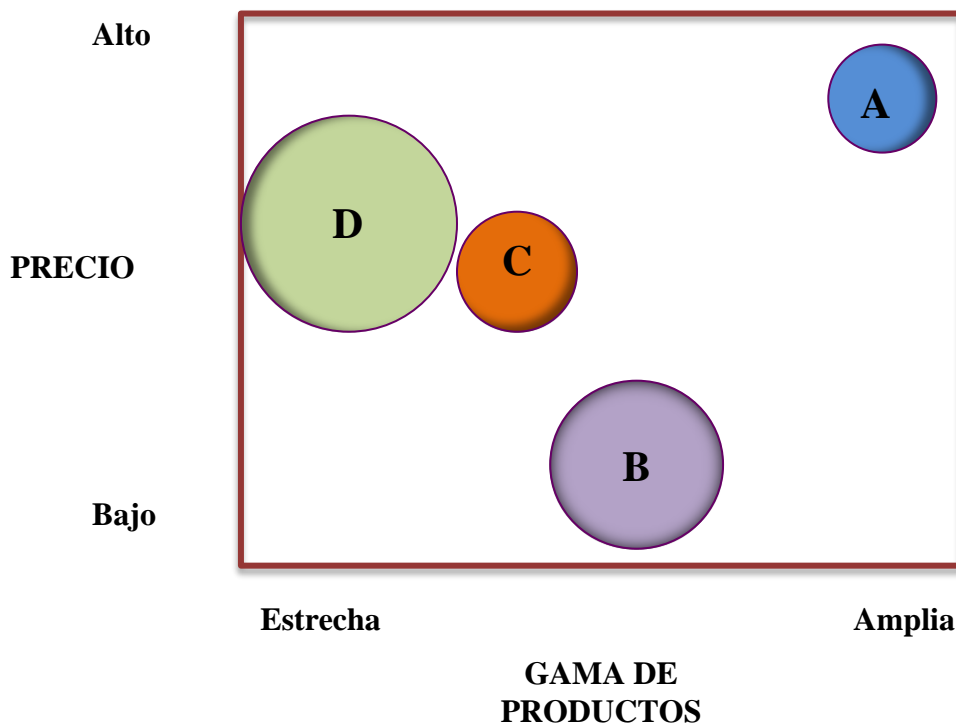 Alto
A
D
C
PRECIO
B
Bajo
Estrecha
Amplia
GAMA DE
PRODUCTOS